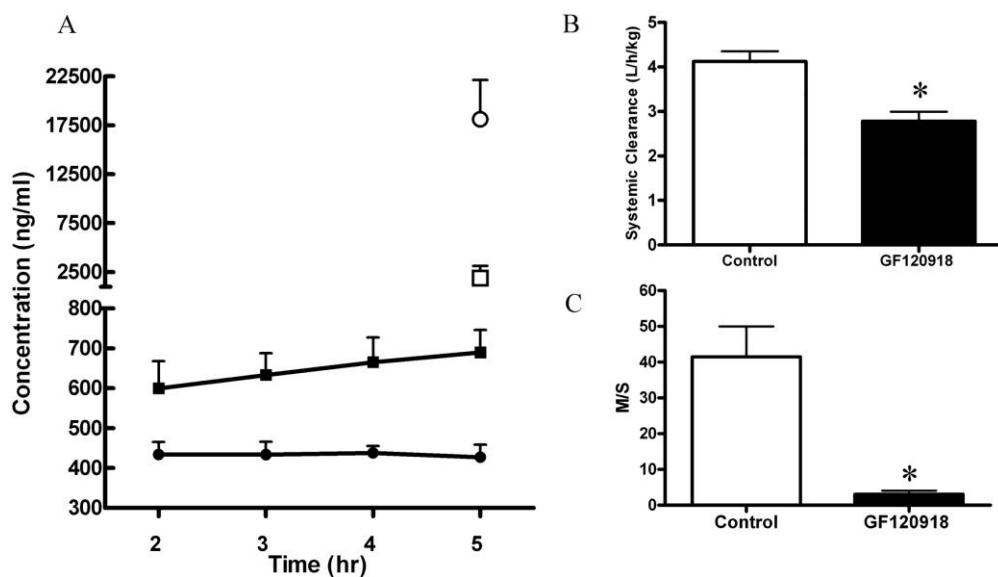 A
Concentration (ng/ml)
22500
17500
12500
7500
2500
800
700
600
500
400
300
2 3 4 5
Time (hr)
B
Systemic Clearance (L/h/kg)
5
4
3
2
1
0
*
Control GF120918
C
M/S
60
50
40
30
20
10
0
*
Control GF120918